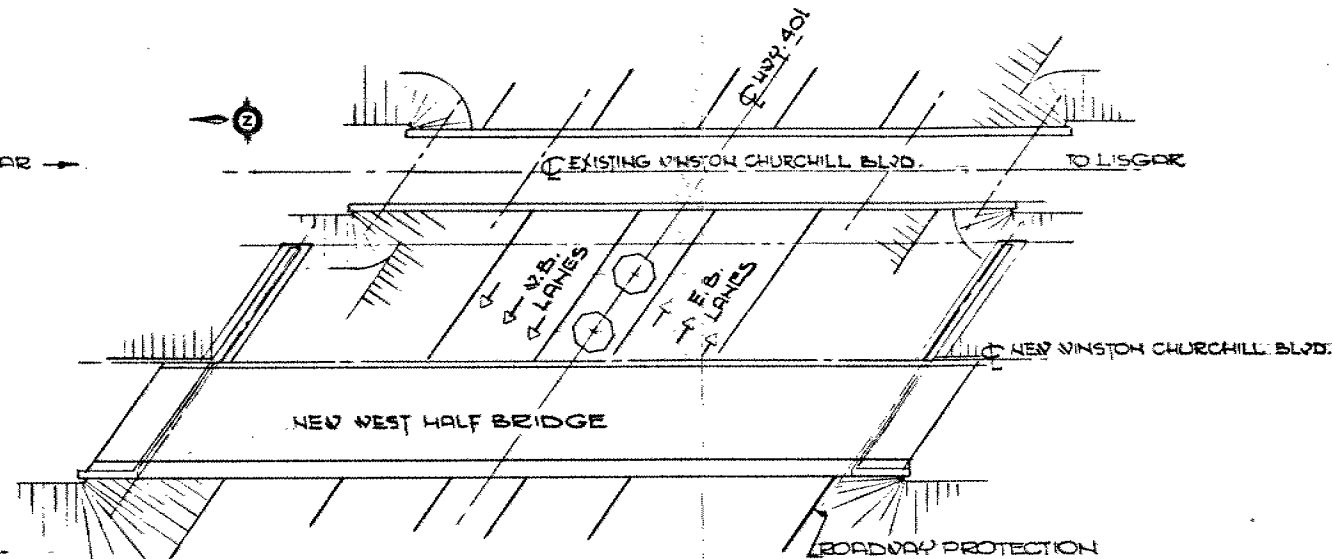 ℄ HWY. 401
Z
AR
℄ EXISTING WINSTON CHURCHILL BLVD.
TO LISGAR
W.B.
LANES
E.B.
LANES
℄ NEW WINSTON CHURCHILL BLVD.
NEW WEST HALF BRIDGE
ROADWAY PROTECTION